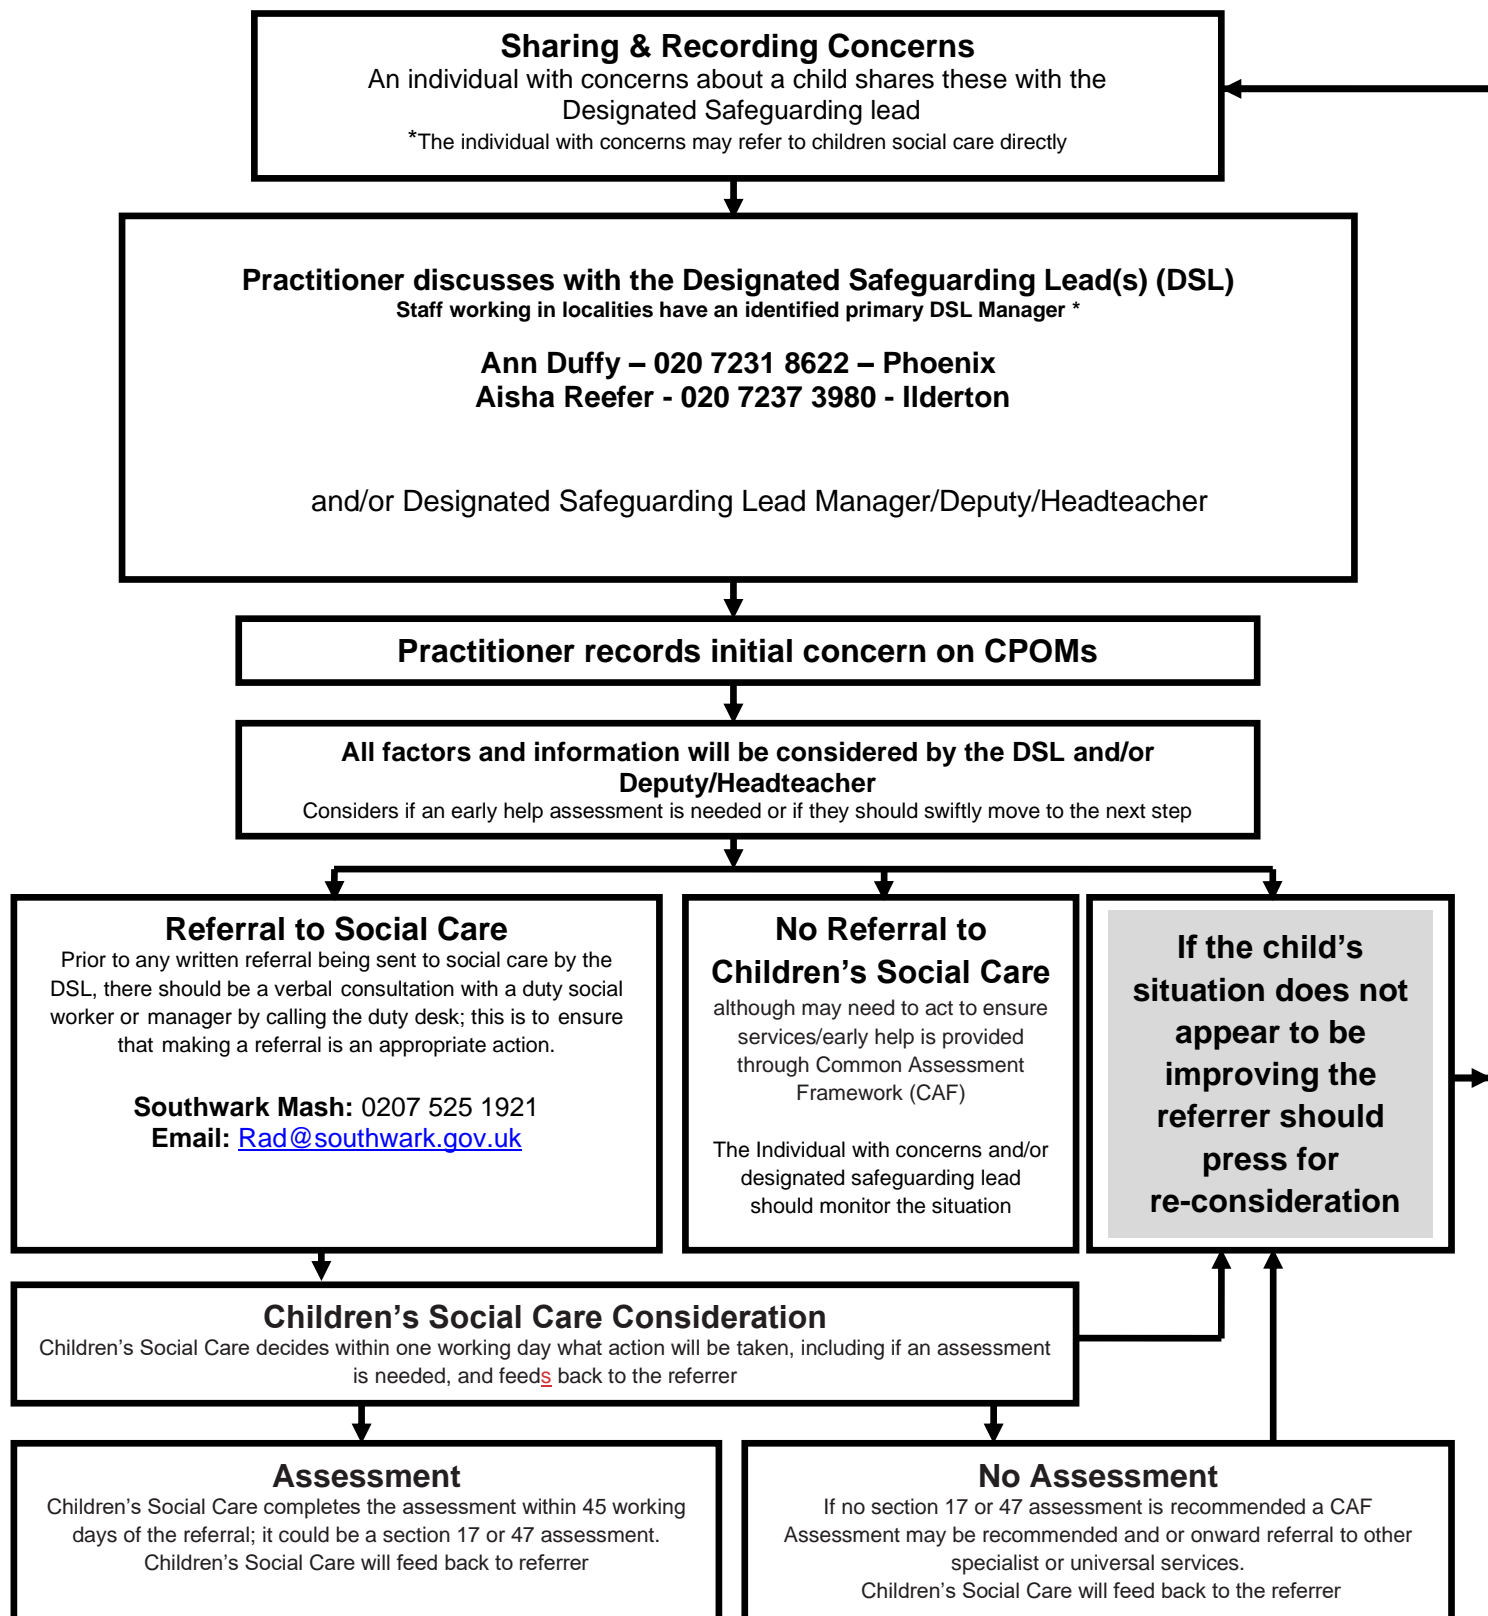 Sharing & Recording Concerns
An individual with concerns about a child shares these with the
Designated Safeguarding lead
*The individual with concerns may refer to children social care directly
Practitioner discusses with the Designated Safeguarding Lead(s) (DSL)
Staff working in localities have an identified primary DSL Manager *
Ann Duffy – 020 7231 8622 – Phoenix
Aisha Reefer - 020 7237 3980 - Ilderton
and/or Designated Safeguarding Lead Manager/Deputy/Headteacher
Practitioner records initial concern on CPOMs
All factors and information will be considered by the DSL and/or
Deputy/Headteacher
Considers if an early help assessment is needed or if they should swiftly move to the next step
Referral to Social Care
Prior to any written referral being sent to social care by the
DSL, there should be a verbal consultation with a duty social
worker or manager by calling the duty desk; this is to ensure
that making a referral is an appropriate action.
Southwark Mash: 0207 525 1921
Email: Rad@southwark.gov.uk
No Referral to
Children’s Social Care
although may need to act to ensure
services/early help is provided
through Common Assessment
Framework (CAF)
The Individual with concerns and/or
designated safeguarding lead
should monitor the situation
If the child’s
situation does not
appear to be
improving the
referrer should
press for
re-consideration
Children’s Social Care Consideration
Children’s Social Care decides within one working day what action will be taken, including if an assessment
is needed, and feeds back to the referrer
Assessment
Children’s Social Care completes the assessment within 45 working
days of the referral; it could be a section 17 or 47 assessment.
Children’s Social Care will feed back to referrer
No Assessment
If no section 17 or 47 assessment is recommended a CAF
Assessment may be recommended and or onward referral to other
specialist or universal services.
Children’s Social Care will feed back to the referrer